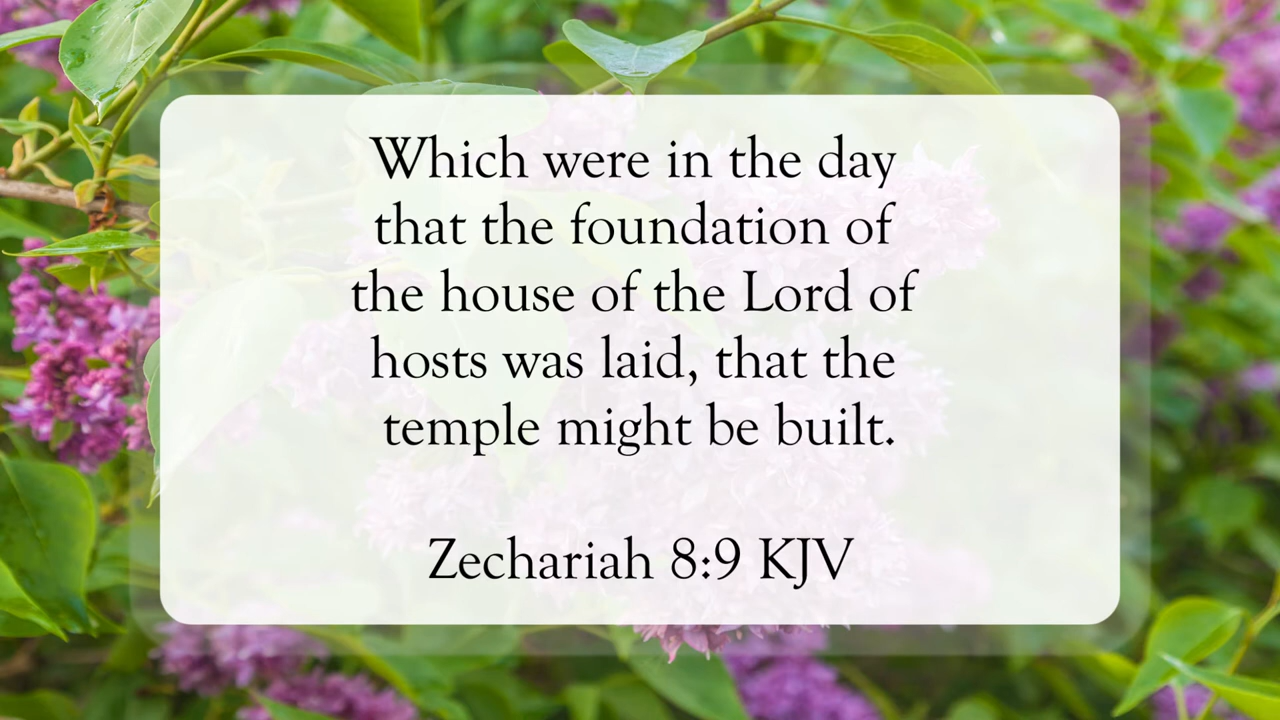 Which were in the day
that the foundation of
the house of the Lord of
hosts was laid, that the
temple might be built.
Zechariah 8:9 KJV